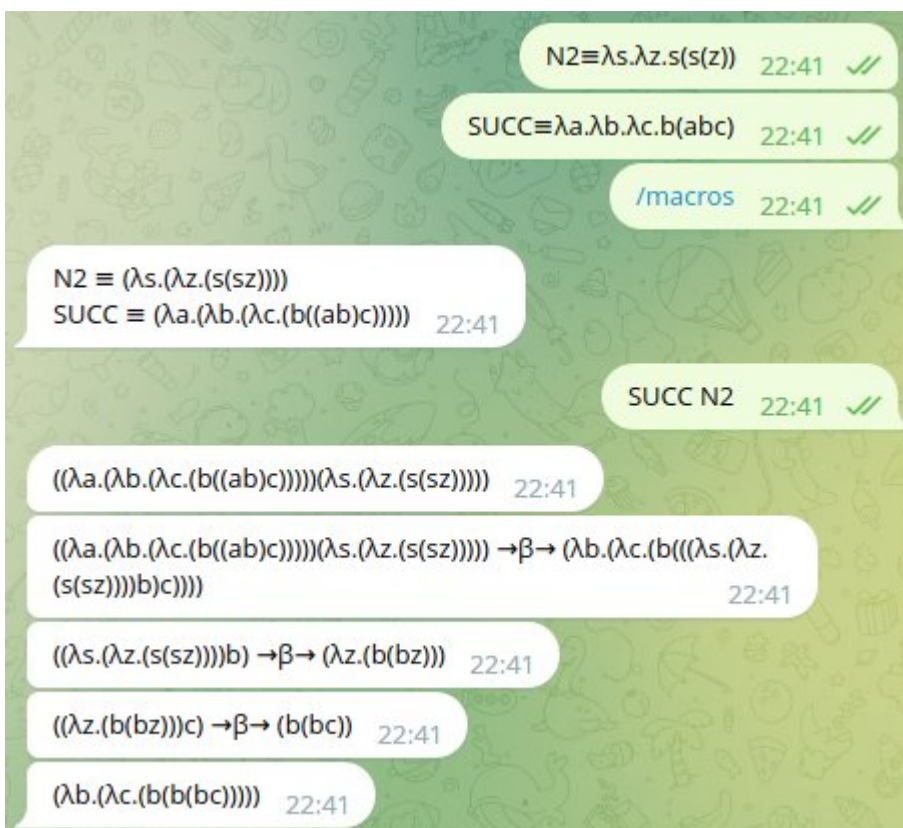 N2≡λs.λz.s(s(z)) 22:41
SUCC≡λa.λb.λc.b(abc) 22:41
/macros 22:41
N2 ≡ (λs.(λz.(s(sz))))
SUCC ≡ (λa.(λb.(λc.(b((ab)c))))) 22:41
SUCC N2 22:41
((λa.(λb.(λc.(b((ab)c)))))(λs.(λz.(s(sz))))) 22:41
((λa.(λb.(λc.(b((ab)c)))))(λs.(λz.(s(sz))))) →β→ (λb.(λc.(b(((λs.(λz.
(s(sz))))b)c)))) 22:41
((λs.(λz.(s(sz))))b) →β→ (λz.(b(bz))) 22:41
((λz.(b(bz)))c) →β→ (b(bc)) 22:41
(λb.(λc.(b(b(bc))))) 22:41